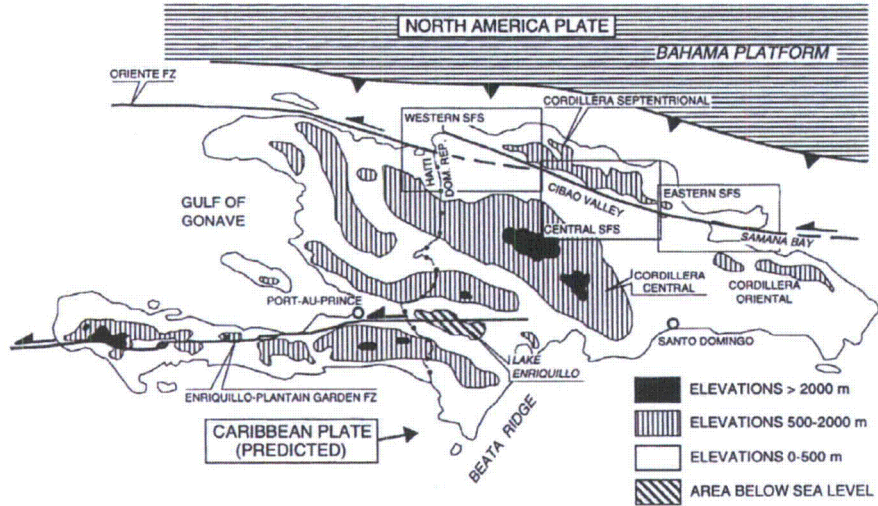 NORTH AMERICA PLATE
BAHAMA PLATFORM
ORIENTE FZ
CORDILLERA SEPTENTRIONAL
WESTERN SFS
HAITI
DOM. REP.
GULF OF
GONAVE
CIBAO VALLEY
EASTERN SFS
CENTRAL SFS
SAMANA BAY
CORDILLERA
CENTRAL
CORDILLERA
ORIENTAL
PORT-AU-PRINCE
SANTO DOMINGO
LAKE
ENRIQUILLO
ENRIQUILLO-PLANTAIN GARDEN FZ
CARIBBEAN PLATE
(PREDICTED)
BEATA RIDGE
ELEVATIONS > 2000 m
ELEVATIONS 500-2000 m
ELEVATIONS 0-500 m
AREA BELOW SEA LEVEL